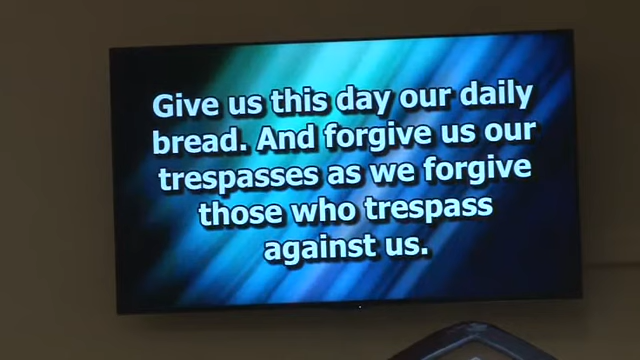 Give us this day our daily
bread. And forgive us our
trespasses as we forgive
those who trespass
against us.